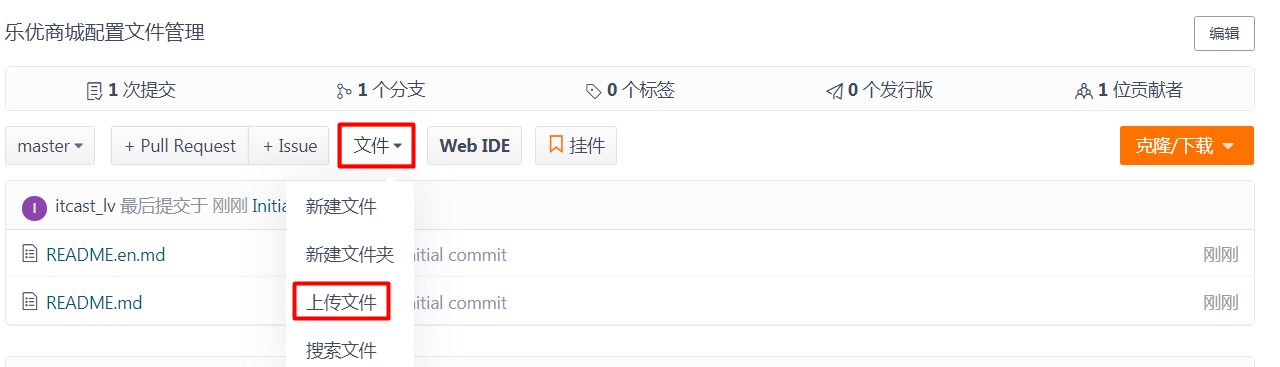 乐优商城配置文件管理
编辑
1 次提交 1 个分支 0 个标签 0 个发行版 1 位贡献者
master + Pull Request + Issue 文件 Web IDE 挂件 克隆/下载
I itcast_lv 最后提交于 刚刚
新建文件
README.en.md commit 刚刚
新建文件夹
README.md commit 刚刚
上传文件
搜索文件